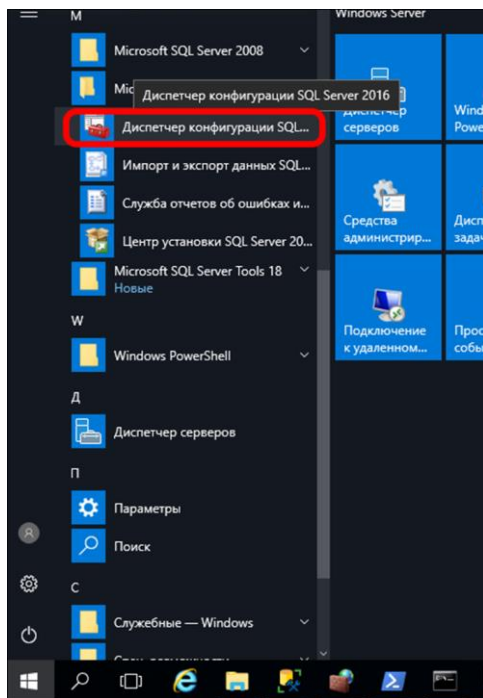 M
Windows Server
Microsoft SQL Server 2008
Mic
Диспетчер конфигурации SQL Server 2016
Диспетчер конфигурации SQL...
Импорт и экспорт данных SQL...
Служба отчетов об ошибках и...
Центр установки SQL Server 20...
Microsoft SQL Server Tools 18
Новые
W
Windows PowerShell
Д
Диспетчер серверов
П
Параметры
Поиск
С
Служебные — Windows
серверов
Wind
Powe
Средства
администрир...
Дисп
задач
Подключение
к удаленном...
Прос
собы